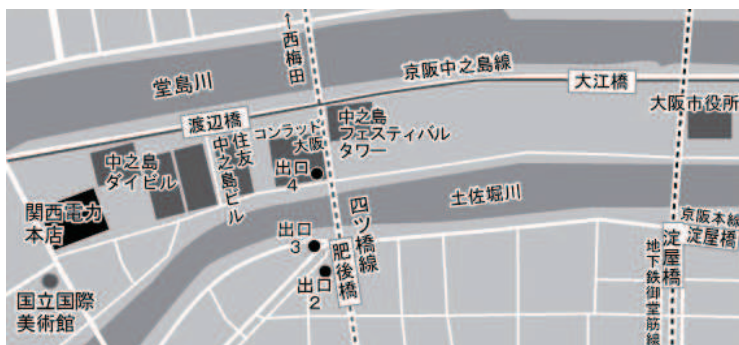 ←西梅田
堂島川
京阪中之島線
大江橋
大阪市役所
渡辺橋
コンラッド
大阪
中之島
フェスティバル
タワー
住友
中之島ビル
中之島
ダイビル
出口
4
関西電力
本店
四ツ橋線
土佐堀川
京阪本線
淀屋橋
出口
3
肥後橋
淀屋橋
地下鉄御堂筋線
出口
2
国立国際
美術館